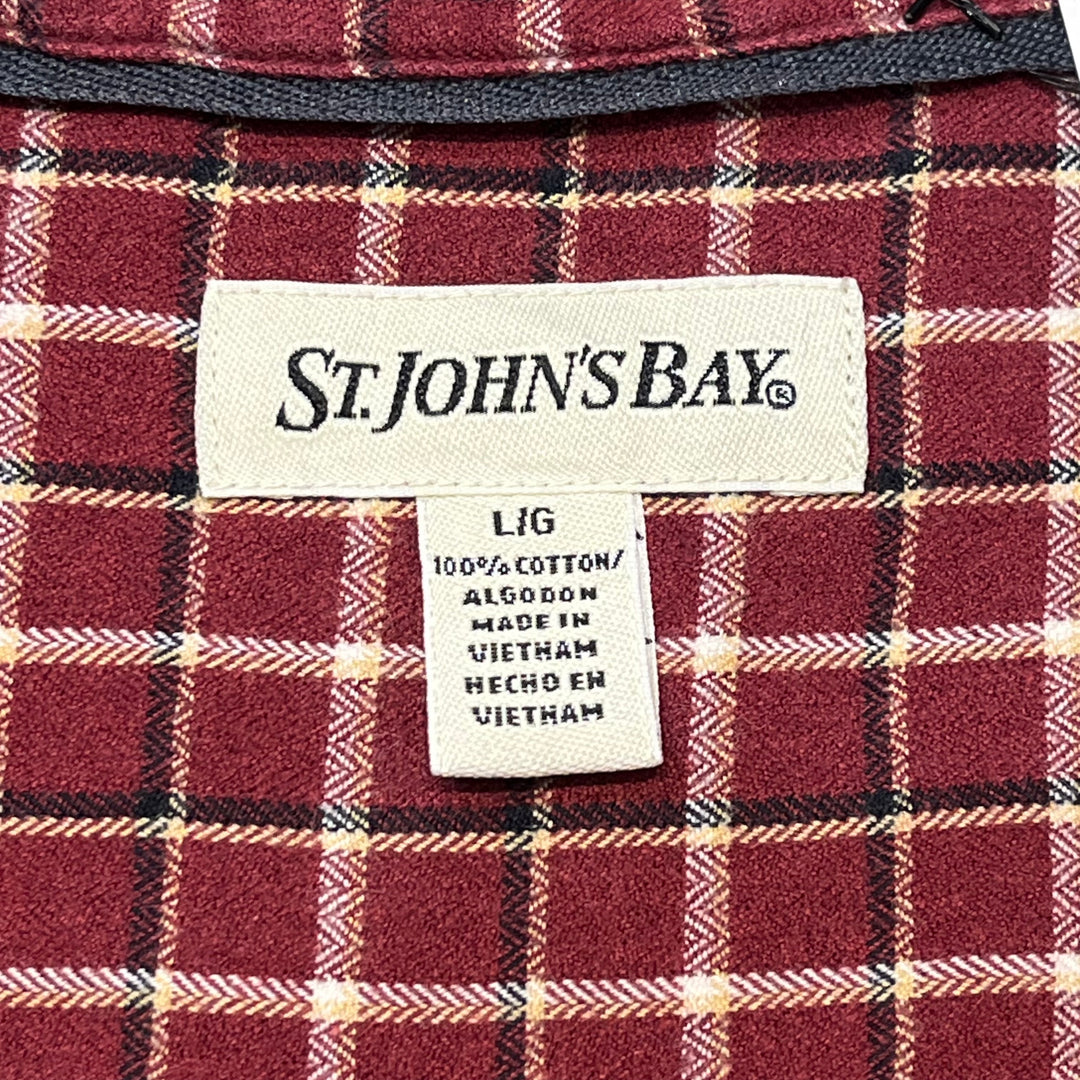 ST. JOHN'S BAY®
L/G
100% COTTON/
ALGODON
MADE IN
VIETNAM
HECHO EN
VIETNAM